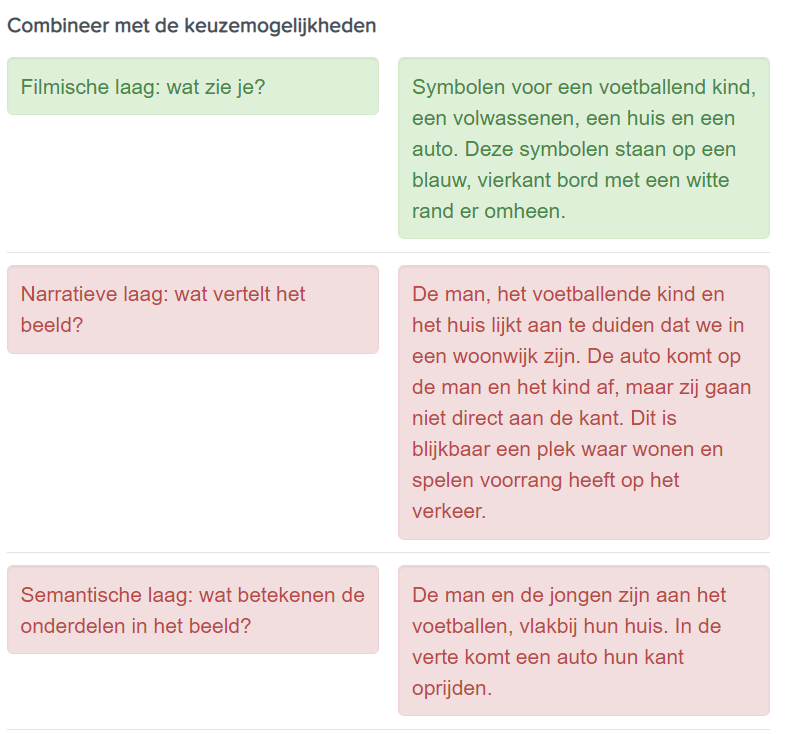 Combineer met de keuzemogelijkheden
Filmische laag: wat zie je?
Symbolen voor een voetballend kind,
een volwassenen, een huis en een
auto. Deze symbolen staan op een
blauw, vierkant bord met een witte
rand er omheen.
Narratieve laag: wat vertelt het
beeld?
De man, het voetballende kind en
het huis lijkt aan te duiden dat we in
een woonwijk zijn. De auto komt op
de man en het kind af, maar zij gaan
niet direct aan de kant. Dit is
blijkbaar een plek waar wonen en
spelen voorrang heeft op het
verkeer.
Semantische laag: wat betekenen de
onderdelen in het beeld?
De man en de jongen zijn aan het
voetballen, vlakbij hun huis. In de
verte komt een auto hun kant
oprijden.